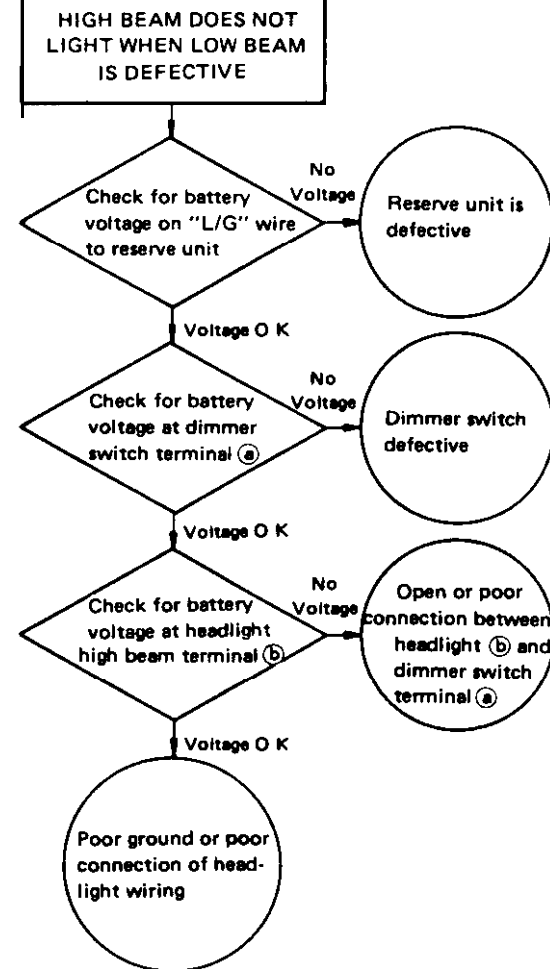 HIGH BEAM DOES NOT
LIGHT WHEN LOW BEAM
IS DEFECTIVE
Check for battery
voltage on "L/G" wire
to reserve unit
No
Voltage
Reserve unit is
defective
Voltage O K
Check for battery
voltage at dimmer
switch terminal ⓐ
No
Voltage
Dimmer switch
defective
Voltage O K
Check for battery
voltage at headlight
high beam terminal ⓑ
No
Voltage
Open or poor
connection between
headlight ⓑ and
dimmer switch
terminal ⓐ
Voltage O K
Poor ground or poor
connection of head-
light wiring